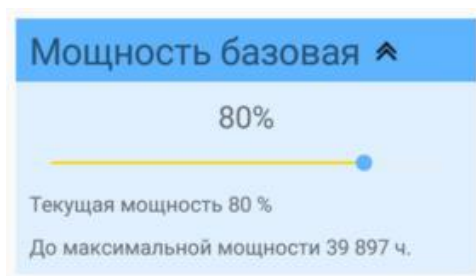 Мощность базовая
80%
Текущая мощность 80 %
До максимальной мощности 39 897 ч.